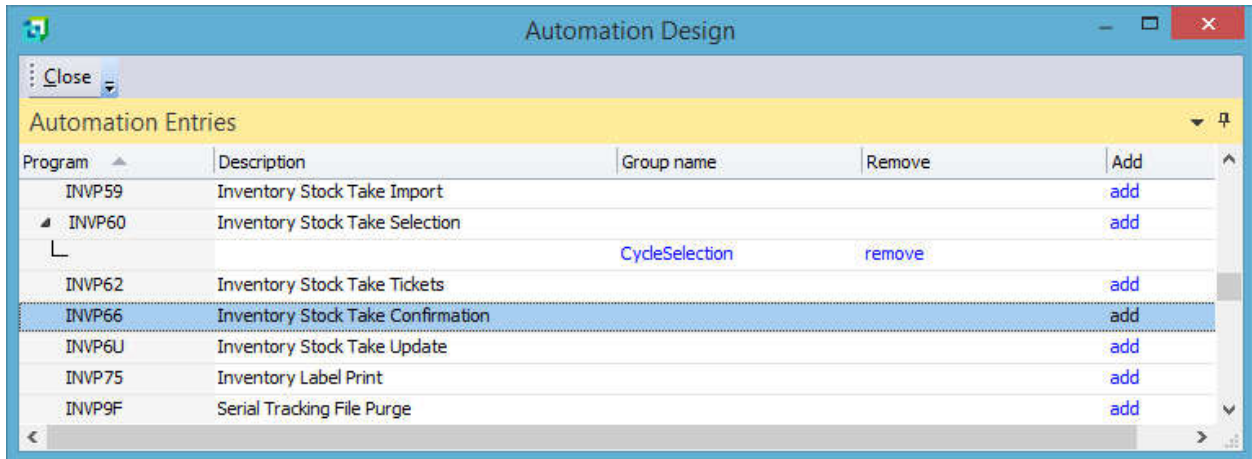 Automation Design
Close
Automation Entries
Program Description Group name Remove Add
INVP59 Inventory Stock Take Import add
INVP60 Inventory Stock Take Selection add
CycleSelection remove
INVP62 Inventory Stock Take Tickets add
INVP66 Inventory Stock Take Confirmation add
INVP6U Inventory Stock Take Update add
INVP75 Inventory Label Print add
INVP9F Serial Tracking File Purge add